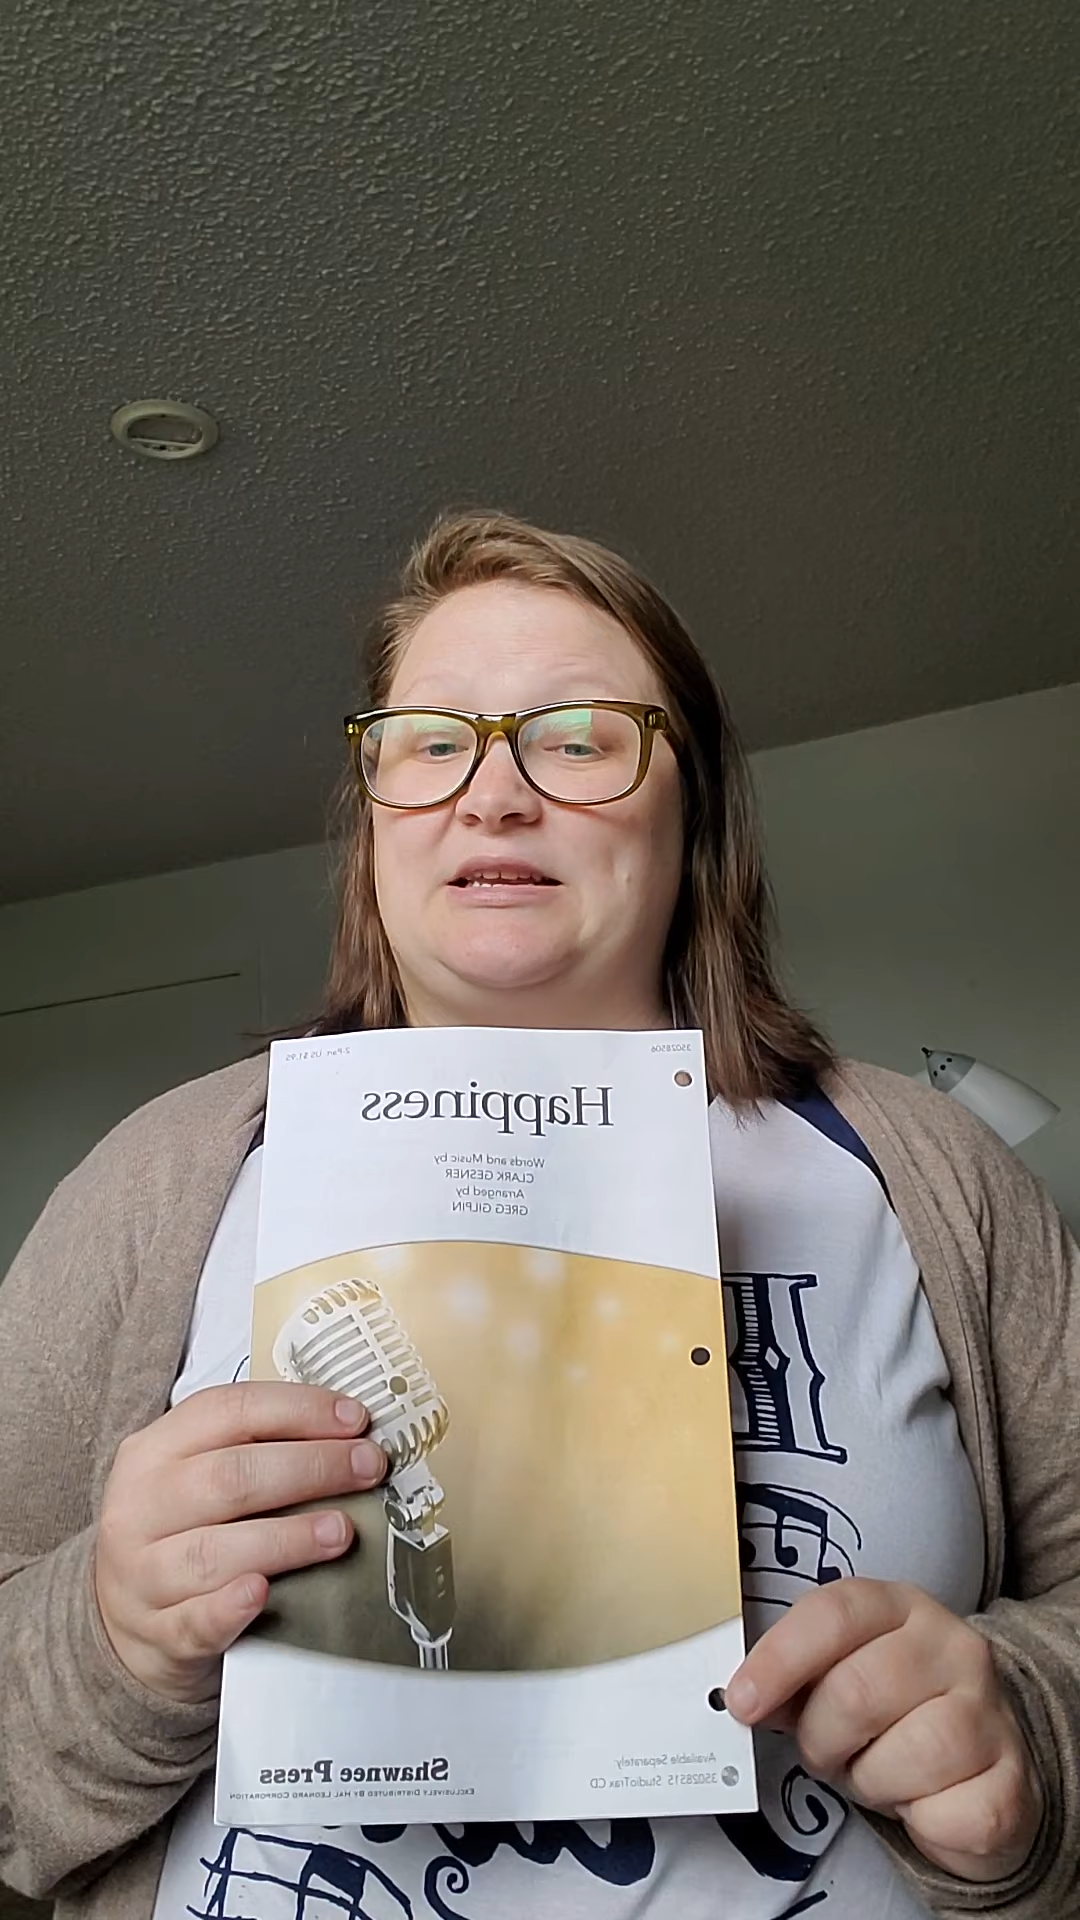 35028506 2-Part US $1.95
Happiness
Words and Music by
CLARK GESNER
Arranged by
GREG GILPIN
Available Separately
35028515 StudioTrax CD
Shawnee Press
EXCLUSIVELY DISTRIBUTED BY HAL LEONARD CORPORATION